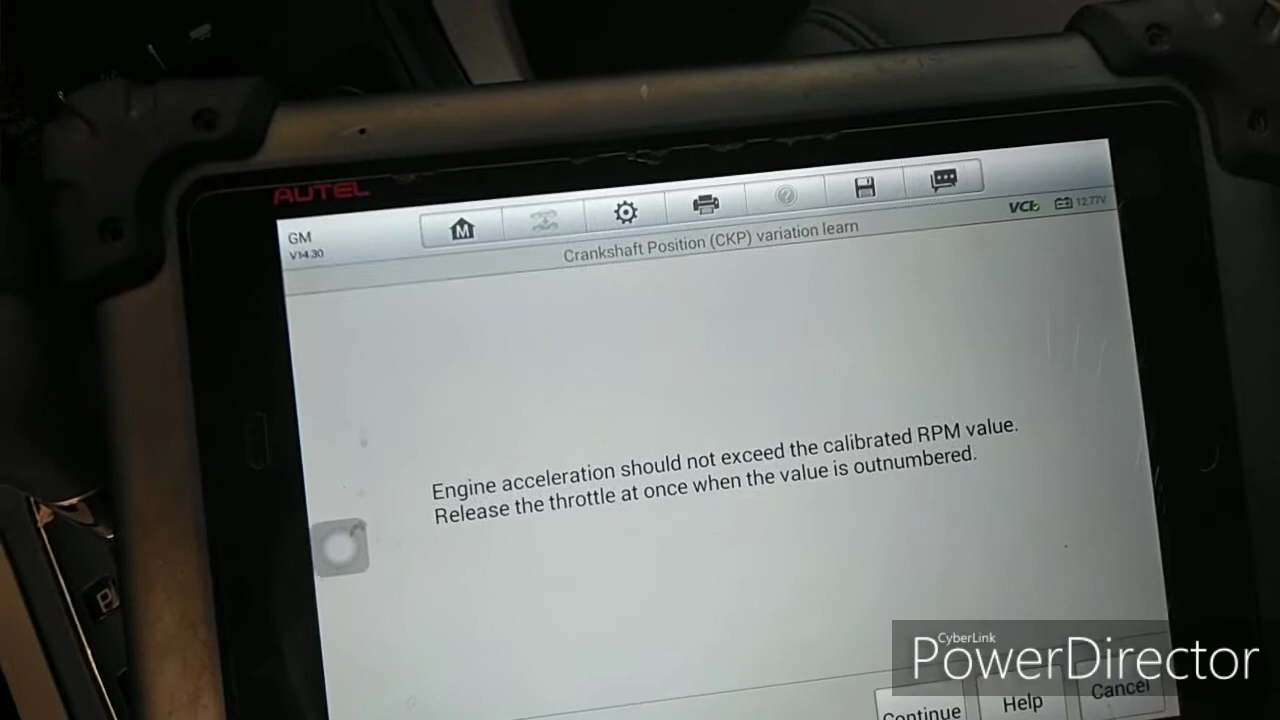 AUTEL
GM
V14.30
M
VCI
12.77V
Crankshaft Position (CKP) variation learn
Engine acceleration should not exceed the calibrated RPM value.
Release the throttle at once when the value is outnumbered.
Continue
Help
Cancel
CyberLink
PowerDirector